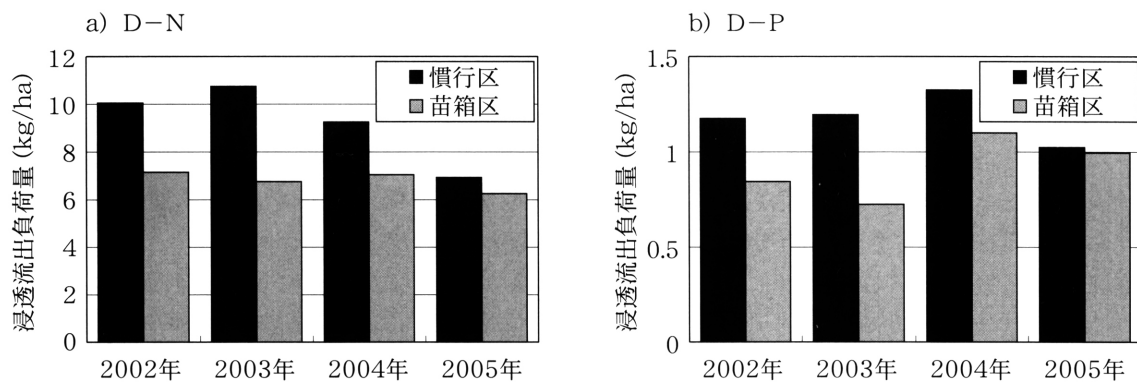 a) D−N
浸透流出負荷量 (kg/ha)
12
10
8
6
4
2
0
慣行区
苗箱区
2002年 2003年 2004年 2005年
b) D−P
浸透流出負荷量 (kg/ha)
1.5
1
0.5
0
慣行区
苗箱区
2002年 2003年 2004年 2005年